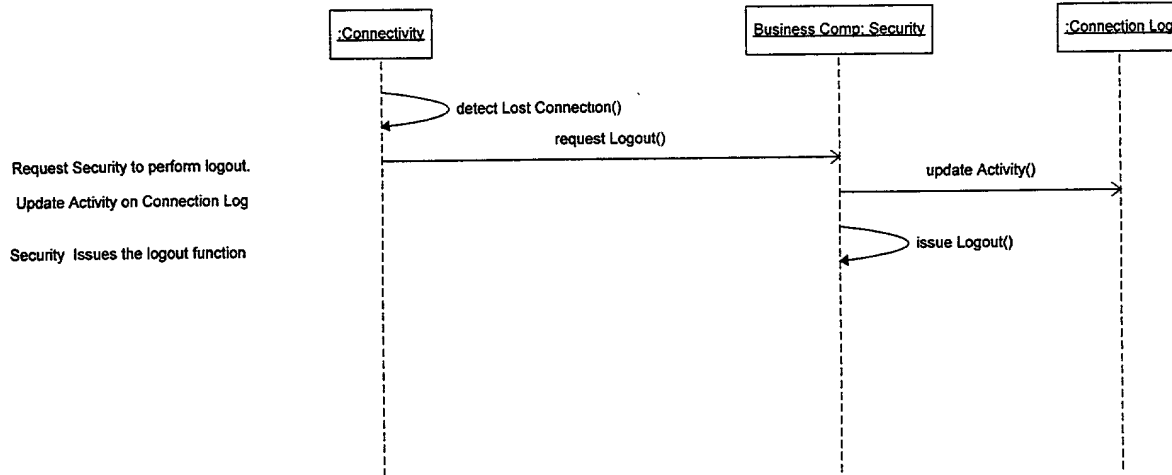 :Connectivity
Business Comp: Security
:Connection Log
detect Lost Connection()
request Logout()
Request Security to perform logout.
update Activity()
Update Activity on Connection Log
issue Logout()
Security Issues the logout function